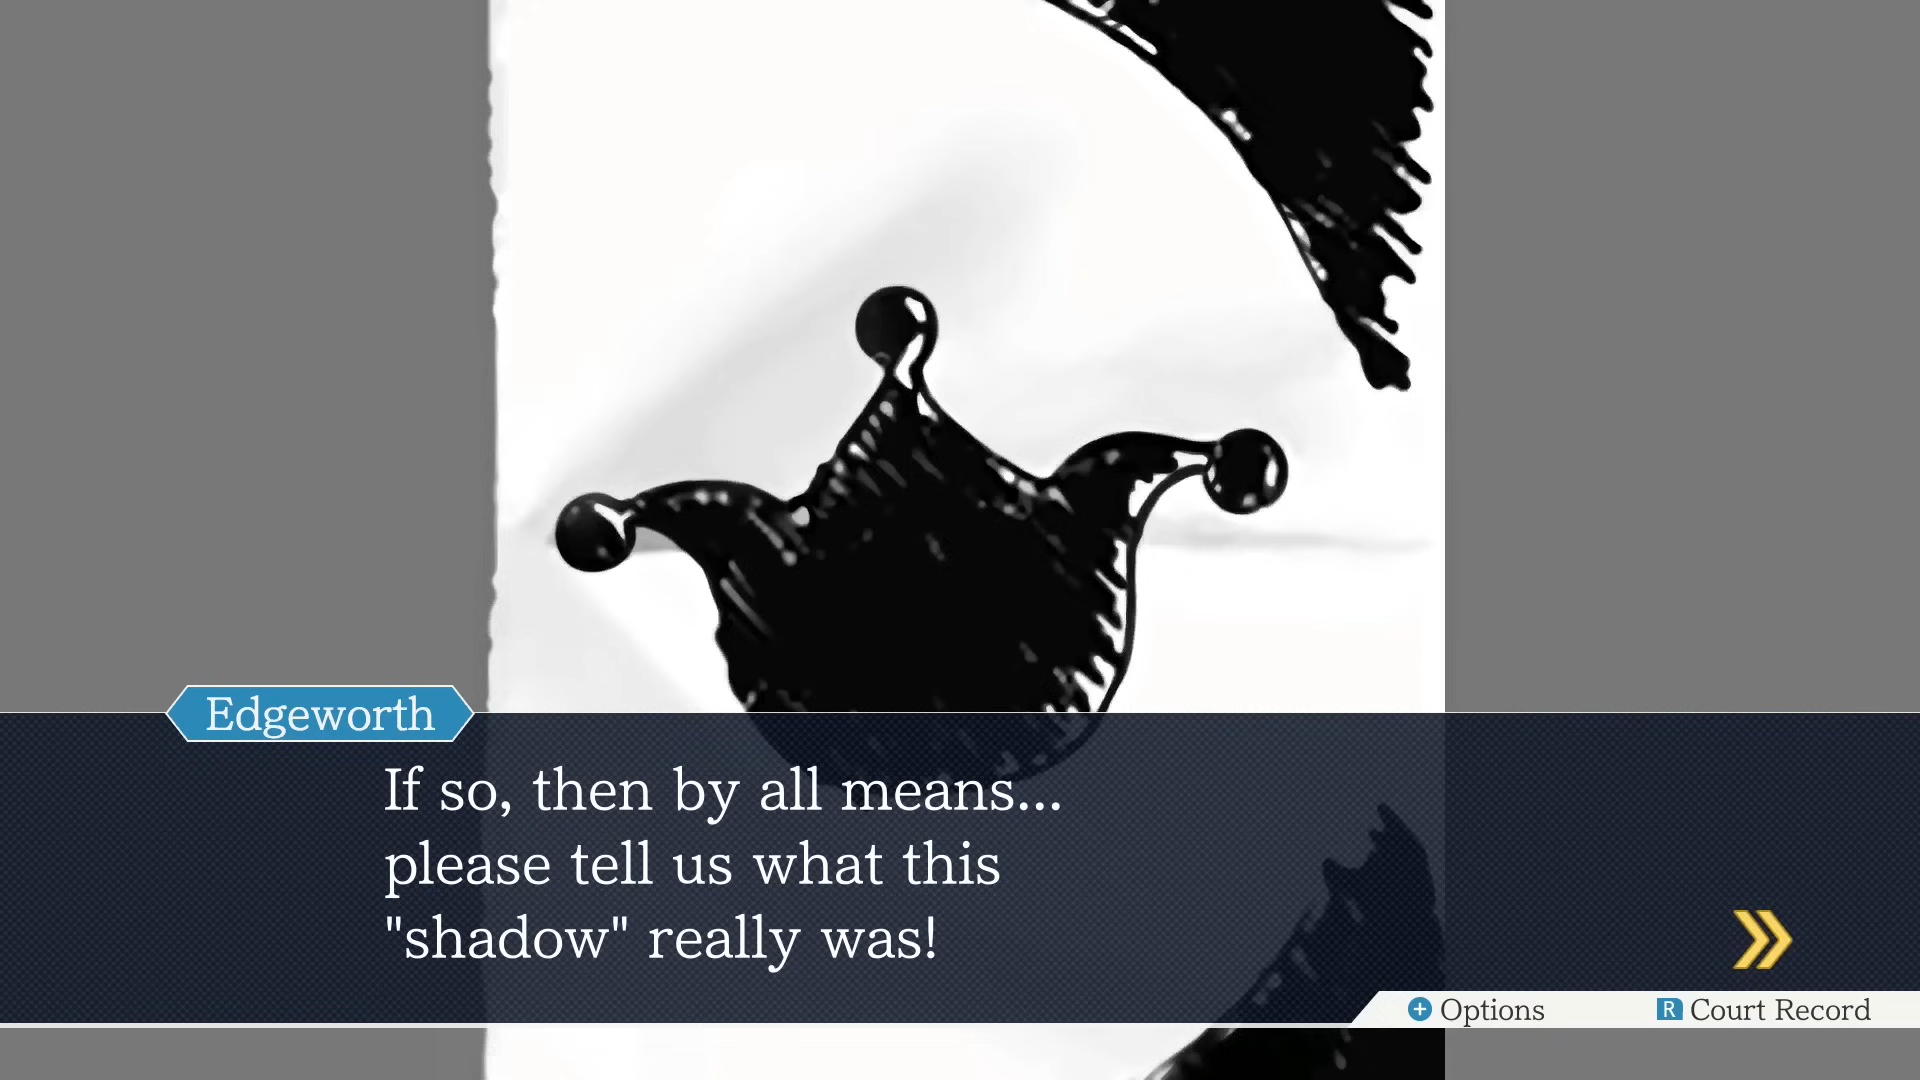 Edgeworth
If so, then by all means...
please tell us what this
"shadow" really was!
+ Options
R Court Record